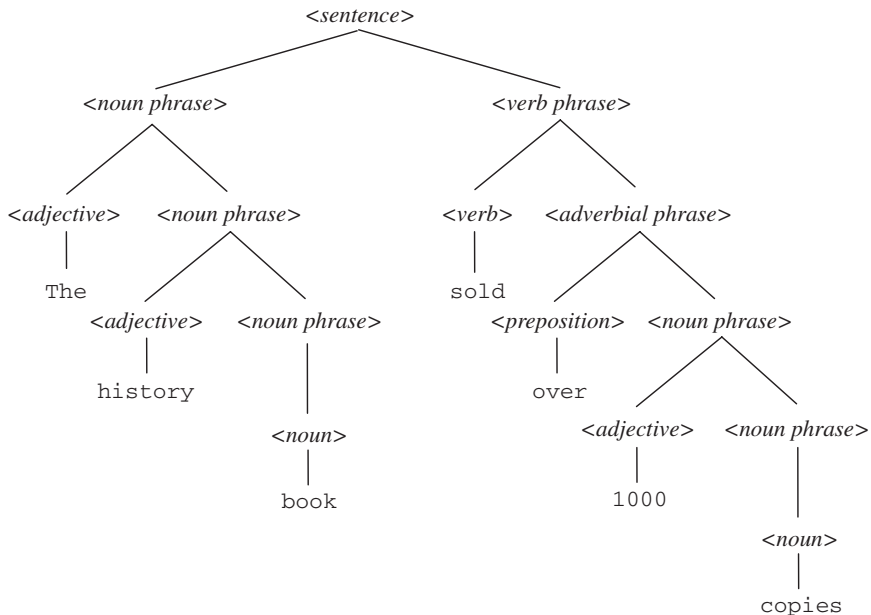 <sentence>
<noun phrase> <verb phrase>
<adjective> <noun phrase> <verb> <adverbial phrase>
The sold
<adjective> <noun phrase> <preposition> <noun phrase>
history over
<noun> <adjective> <noun phrase>
book 1000
<noun>
copies